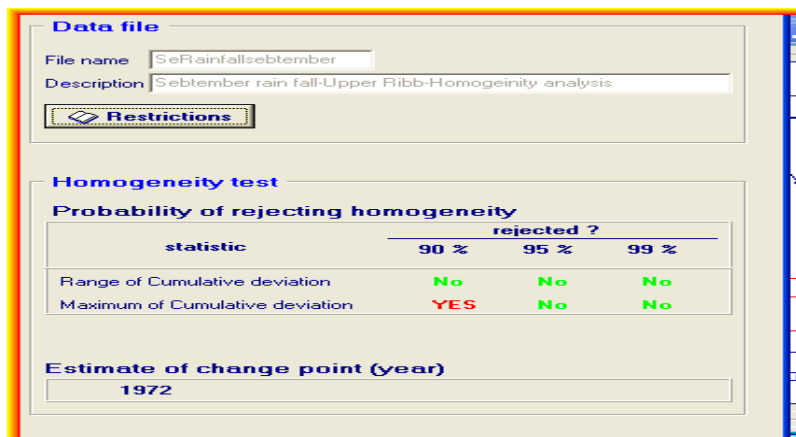 Data file
File name SeRainfallsebtember
Description Sebtember rain fall-Upper Ribb-Homogeinity analysis
Restrictions
Homogeneity test
Probability of rejecting homogeneity
rejected ?
statistic 90 % 95 % 99 %
Range of Cumulative deviation No No No
Maximum of Cumulative deviation YES No No
Estimate of change point (year)
1972